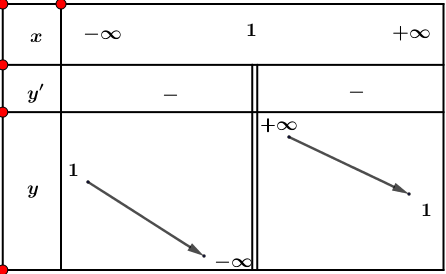 x −∞ 1 +∞
y′ − −
y 1 −∞ +∞ 1